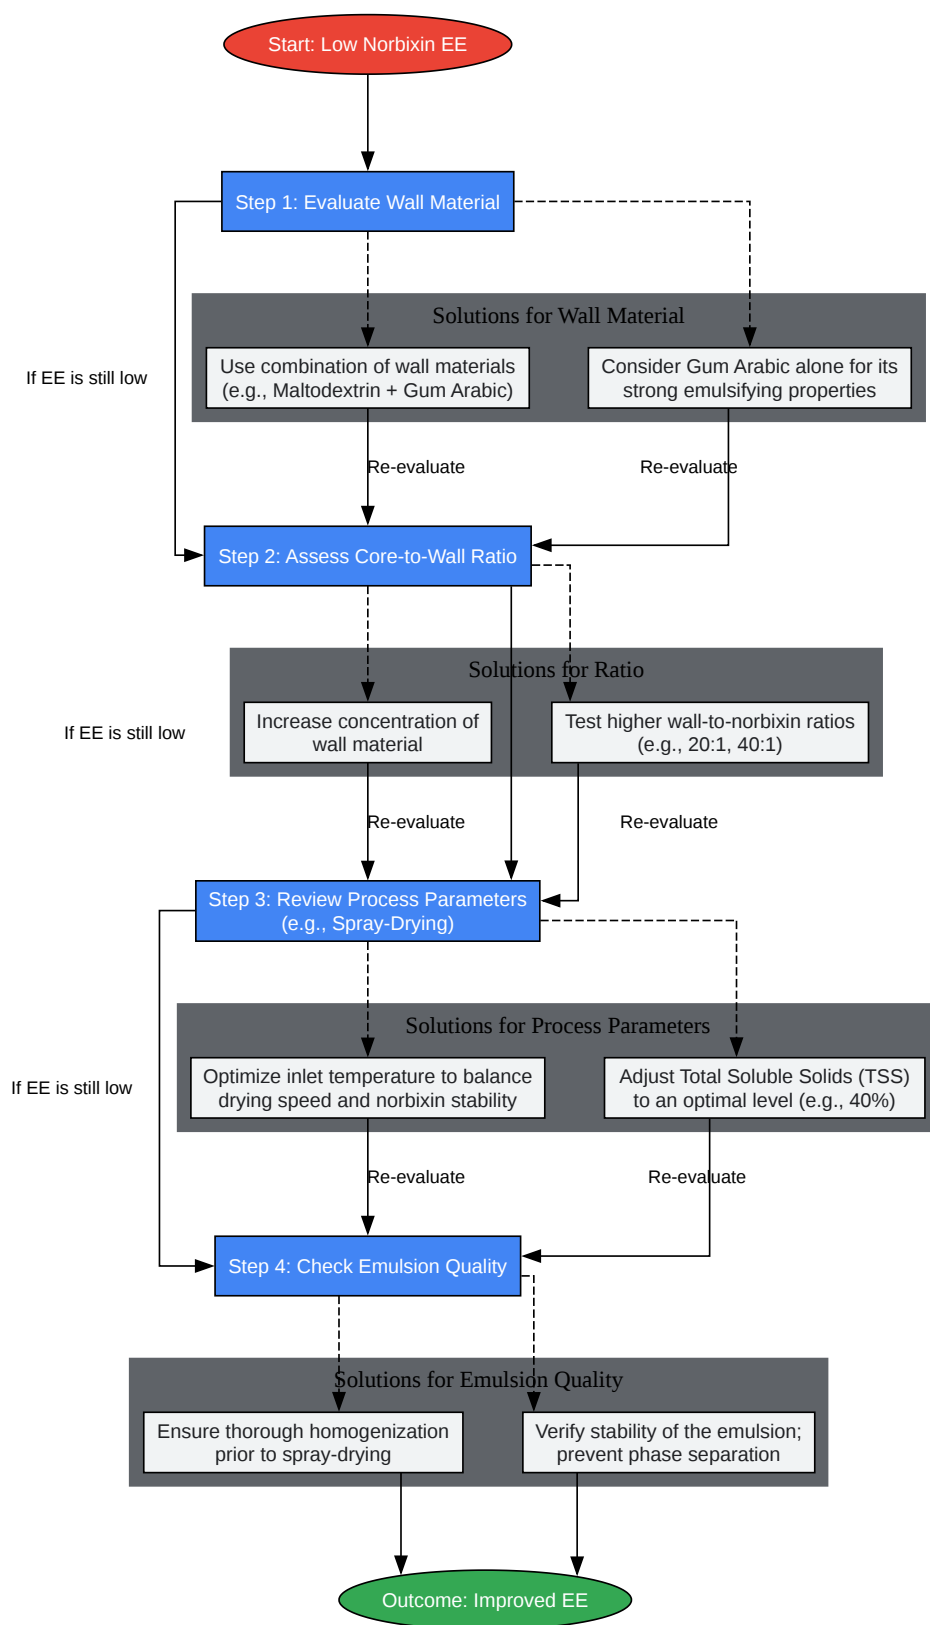 Start: Low Norbixin EE
Step 1: Evaluate Wall Material
Solutions for Wall Material
Use combination of wall materials
(e.g., Maltodextrin + Gum Arabic)
Consider Gum Arabic alone for its
strong emulsifying properties
If EE is still low
Re-evaluate
Re-evaluate
Step 2: Assess Core-to-Wall Ratio
Solutions for Ratio
Increase concentration of
wall material
Test higher wall-to-norbixin ratios
(e.g., 20:1, 40:1)
If EE is still low
Re-evaluate
Re-evaluate
Step 3: Review Process Parameters
(e.g., Spray-Drying)
Solutions for Process Parameters
Optimize inlet temperature to balance
drying speed and norbixin stability
Adjust Total Soluble Solids (TSS)
to an optimal level (e.g., 40%)
If EE is still low
Re-evaluate
Re-evaluate
Step 4: Check Emulsion Quality
Solutions for Emulsion Quality
Ensure thorough homogenization
prior to spray-drying
Verify stability of the emulsion;
prevent phase separation
Outcome: Improved EE